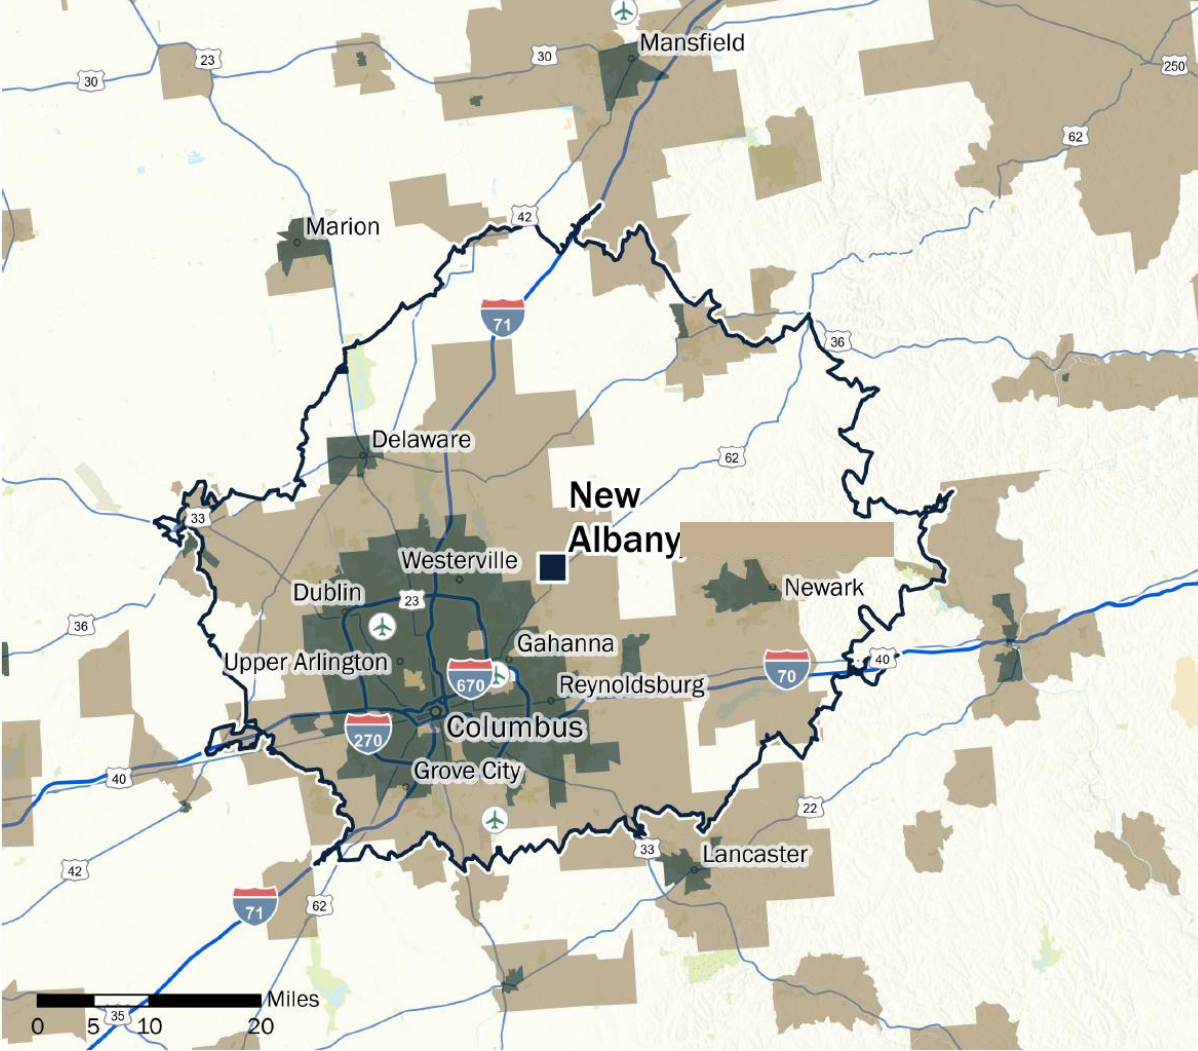 Mansfield
30
23
30
250
62
42
Marion
71
36
Delaware
62
New
Albany
33
Westerville
Dublin
23
Newark
36
Gahanna
Upper Arlington
670
Reynoldsburg
70
40
Columbus
270
Grove City
40
22
33
Lancaster
42
71
62
Miles
35
0 5 10 20